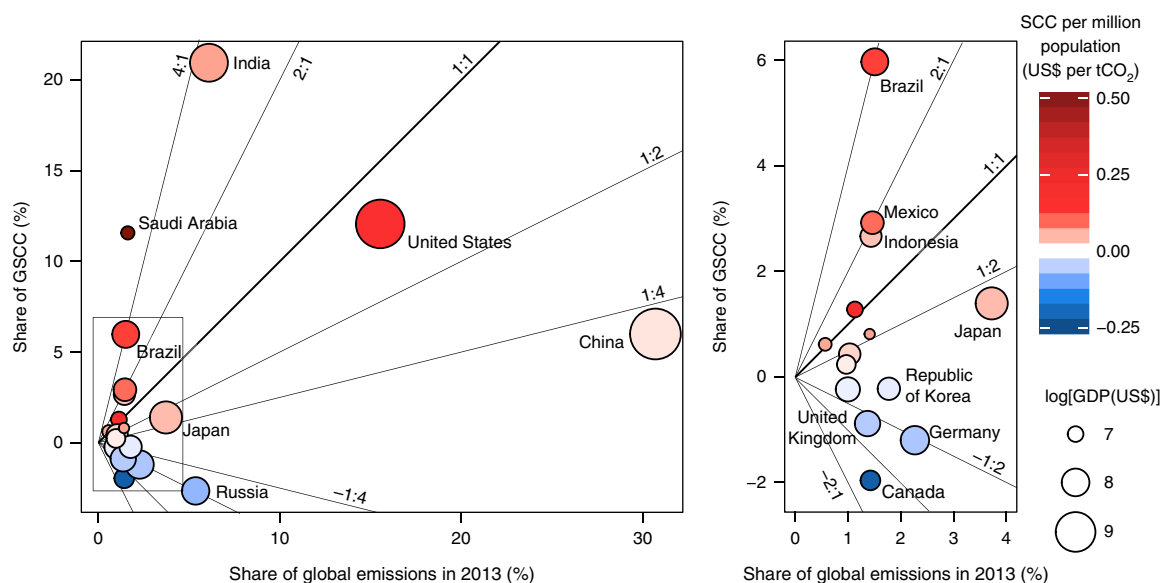 Share of GSCC (%)
20
15
10
5
0
0
10
20
30
Share of global emissions in 2013 (%)
4:1
2:1
1:1
1:2
1:4
–1:4
India
Saudi Arabia
United States
Brazil
China
Japan
Russia
Share of GSCC (%)
6
4
2
0
–2
0
1
2
3
4
Share of global emissions in 2013 (%)
2:1
1:1
1:2
–1:2
–2:1
Brazil
Mexico
Indonesia
Japan
Republic
of Korea
United
Kingdom
Germany
Canada
SCC per million
population
(US$ per tCO₂)
0.50
0.25
0.00
–0.25
log[GDP(US$)]
7
8
9